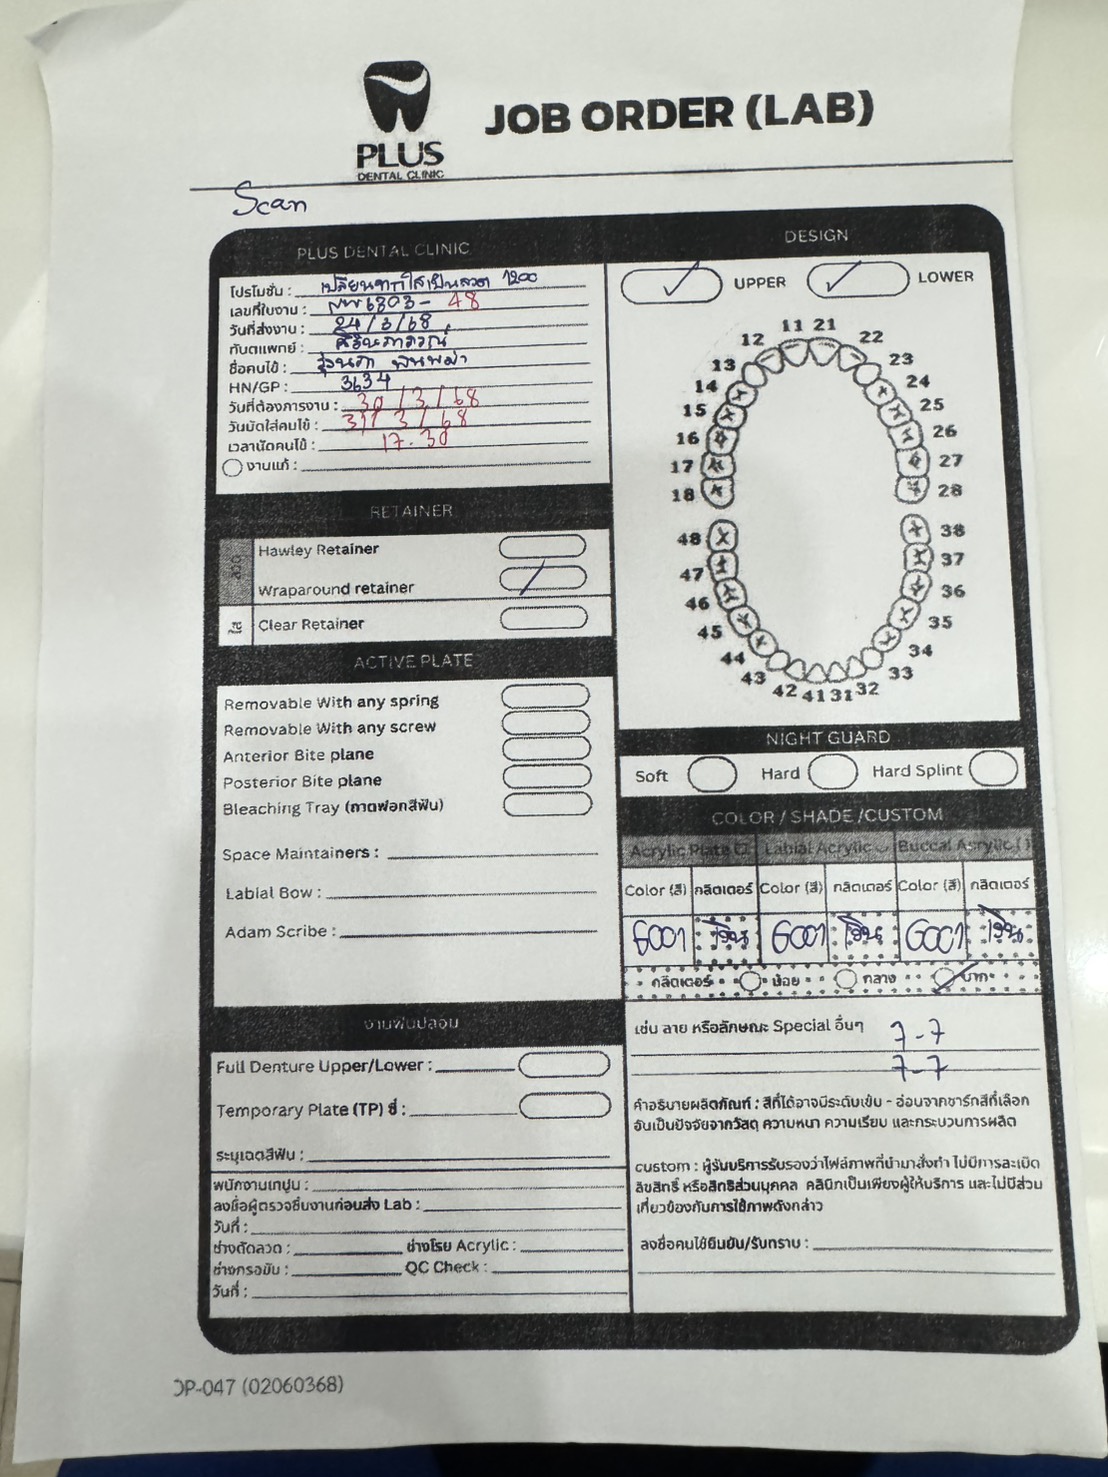 PLUS
DENTAL CLINIC
JOB ORDER (LAB)
Scan
PLUS DENTAL CLINIC
โปรโมชั่น : เปลี่ยนจากใสเป็นลวด 1200
เลขที่ใบงาน : 6803-48
วันที่ส่งงาน : 24/3/68
ทันตแพทย์ :
ชื่อคนไข้ :
HN/GP : 3634
วันที่ต้องการงาน : 30/3/68
วันนัดใส่คนไข้ : 31/3/68
เวลานัดคนไข้ : 17.30
งานแก้ :
RETAINER
ลวด
Hawley Retainer
Wraparound retainer
ใส
Clear Retainer
ACTIVE PLATE
Removable With any spring
Removable With any screw
Anterior Bite plane
Posterior Bite plane
Bleaching Tray (ถาดฟอกสีฟัน)
Space Maintainers :
Labial Bow :
Adam Scribe :
งานฟันปลอม
Full Denture Upper/Lower :
Temporary Plate (TP) ซี่ :
ระบุเฉดสีฟัน :
พนักงานเทปูน :
ลงชื่อผู้ตรวจชิ้นงานก่อนส่ง Lab :
วันที่ :
ช่างดัดลวด : ช่างโรย Acrylic :
ช่างกรอขัด : QC Check :
วันที่ :
DESIGN
UPPER LOWER
11 21
12 22
13 23
14 24
15 25
16 26
17 27
18 28
48 38
47 37
46 36
45 35
44 34
43 33
42 41 31 32
NIGHT GUARD
Soft Hard Hard Splint
COLOR / SHADE /CUSTOM
Acrylic Plate Labial Acrylic Buccal Acrylic
Color (สี) กลิตเตอร์ Color (สี) กลิตเตอร์ Color (สี) กลิตเตอร์
G001 เงิน G001 เงิน G001 เงิน
กลิตเตอร์ น้อย กลาง มาก
เช่น ลาย หรือลักษณะ Special อื่นๆ 7-7
7-7
คำอธิบายผลิตภัณฑ์ : สีที่ได้อาจมีระดับเข้ม - อ่อนจากชาร์ทสีที่เลือก
อันเป็นปัจจัยจากวัสดุ ความหนา ความเรียบ และกระบวนการผลิต
custom : ผู้รับบริการรับรองว่าไฟล์ภาพที่นำมาสั่งทำ ไม่มีการละเมิด
ลิขสิทธิ์ หรือสิทธิส่วนบุคคล คลินิกเป็นเพียงผู้ให้บริการ และไม่มีส่วน
เกี่ยวข้องกับการใช้ภาพดังกล่าว
ลงชื่อคนไข้ยืนยัน/รับทราบ :
OP-047 (02060368)